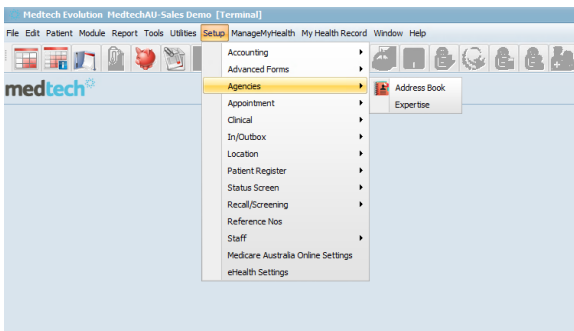 Medtech Evolution MedtechAU-Sales Demo [Terminal]
File Edit Patient Module Report Tools Utilities Setup ManageMyHealth My Health Record Window Help
medtech
Accounting
Advanced Forms
Agencies
Address Book
Expertise
Appointment
Clinical
In/Outbox
Location
Patient Register
Status Screen
Recall/Screening
Reference Nos
Staff
Medicare Australia Online Settings
eHealth Settings